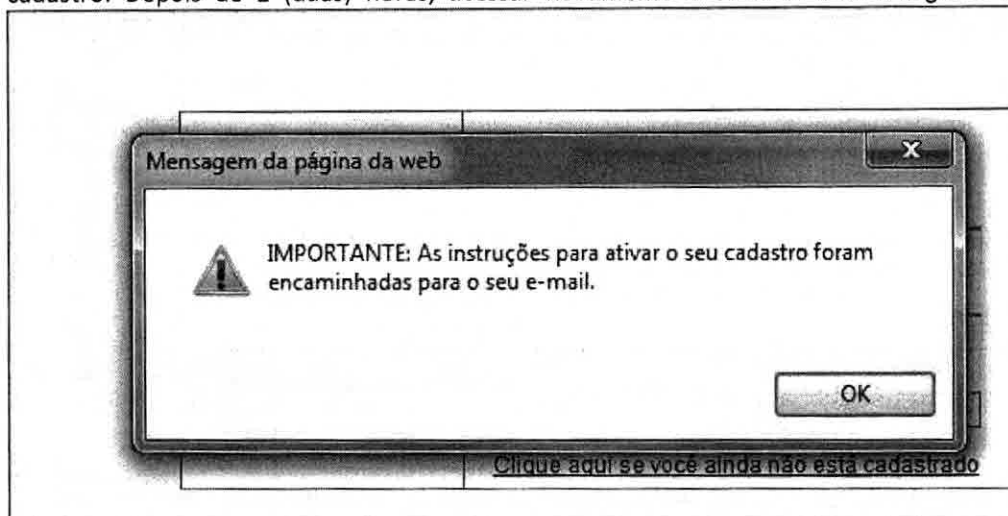 cadastro. Depois de 2 (duas) horas, acessar
Mensagem da página da web
X
IMPORTANTE: As instruções para ativar o seu cadastro foram
encaminhadas para o seu e-mail.
OK
Clique aqui se você ainda não está cadastrado